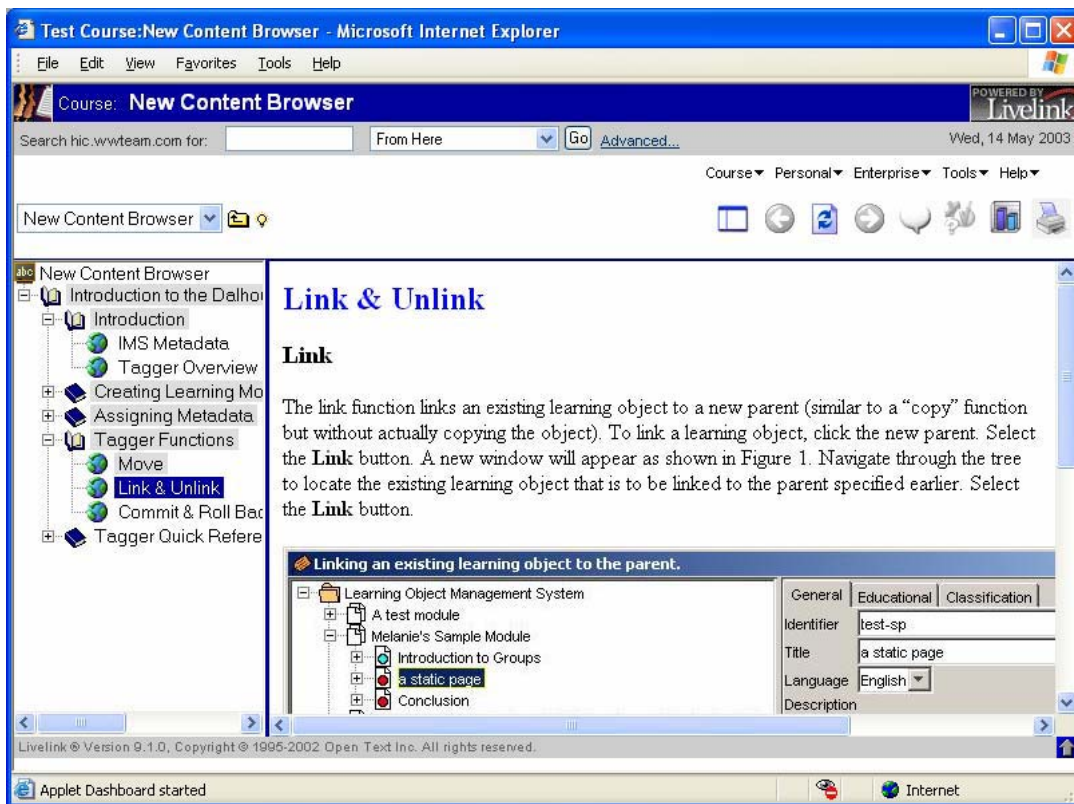 Test Course:New Content Browser - Microsoft Internet Explorer
File Edit View Favorites Tools Help
Course: New Content Browser
POWERED BY
Livelink
Search hic.wwteam.com for: From Here Go Advanced... Wed, 14 May 2003
Course Personal Enterprise Tools Help
New Content Browser
abc New Content Browser
Introduction to the Dalhou
Introduction
IMS Metadata
Tagger Overview
Creating Learning Mo
Assigning Metadata
Tagger Functions
Move
Link & Unlink
Commit & Roll Bac
Tagger Quick Refere
Link & Unlink
Link
The link function links an existing learning object to a new parent (similar to a “copy” function
but without actually copying the object). To link a learning object, click the new parent. Select
the Link button. A new window will appear as shown in Figure 1. Navigate through the tree
to locate the existing learning object that is to be linked to the parent specified earlier. Select
the Link button.
Linking an existing learning object to the parent.
Learning Object Management System
A test module
Melanie's Sample Module
Introduction to Groups
a static page
Conclusion
General Educational Classification
Identifier test-sp
Title a static page
Language English
Description
Livelink ® Version 9.1.0, Copyright © 1995-2002 Open Text Inc. All rights reserved.
Applet Dashboard started Internet